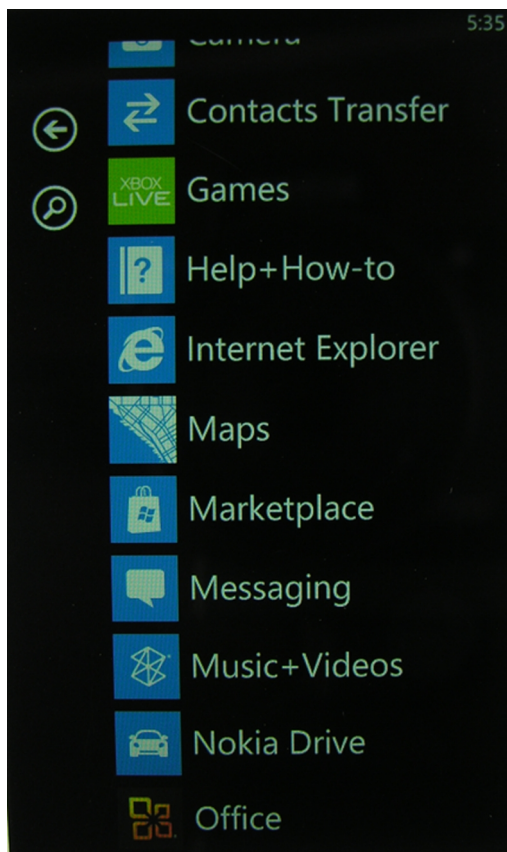 5:35
Camera
Contacts Transfer
XBOX
LIVE
Games
?
Help+How-to
Internet Explorer
Maps
Marketplace
Messaging
Music+Videos
Nokia Drive
Office